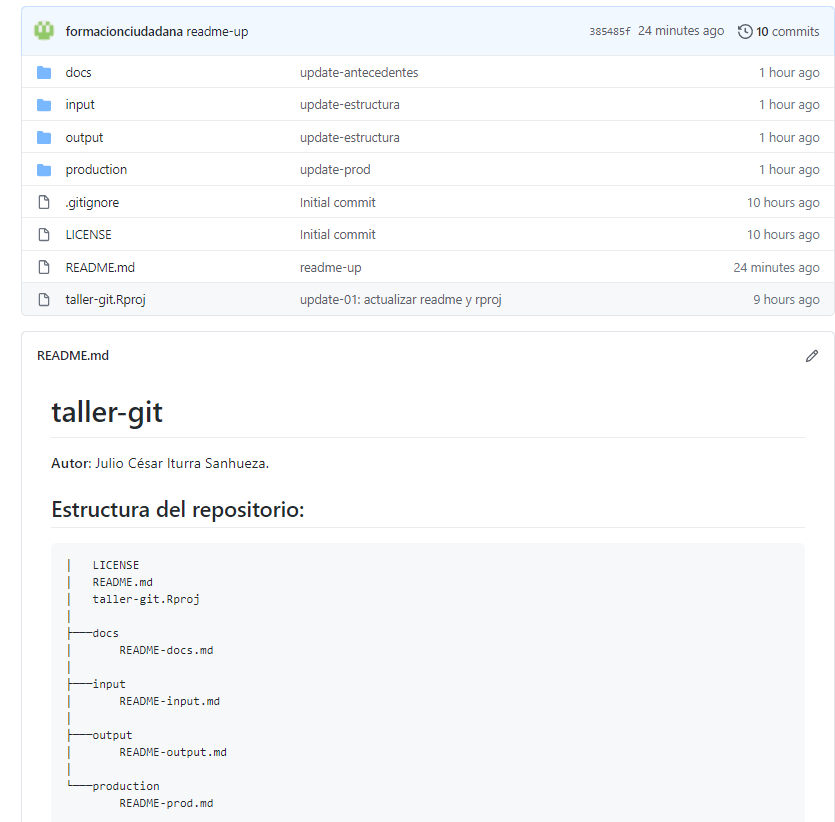 formacionciudadana readme-up 385485f 24 minutes ago 10 commits
docs update-antecedentes 1 hour ago
input update-estructura 1 hour ago
output update-estructura 1 hour ago
production update-prod 1 hour ago
.gitignore Initial commit 10 hours ago
LICENSE Initial commit 10 hours ago
README.md readme-up 24 minutes ago
taller-git.Rproj update-01: actualizar readme y rproj 9 hours ago
README.md
taller-git
Autor: Julio César Iturra Sanhueza.
Estructura del repositorio:
│   LICENSE
│   README.md
│   taller-git.Rproj
│
├───docs
│       README-docs.md
│
├───input
│       README-input.md
│
├───output
│       README-output.md
│
└───production
        README-prod.md